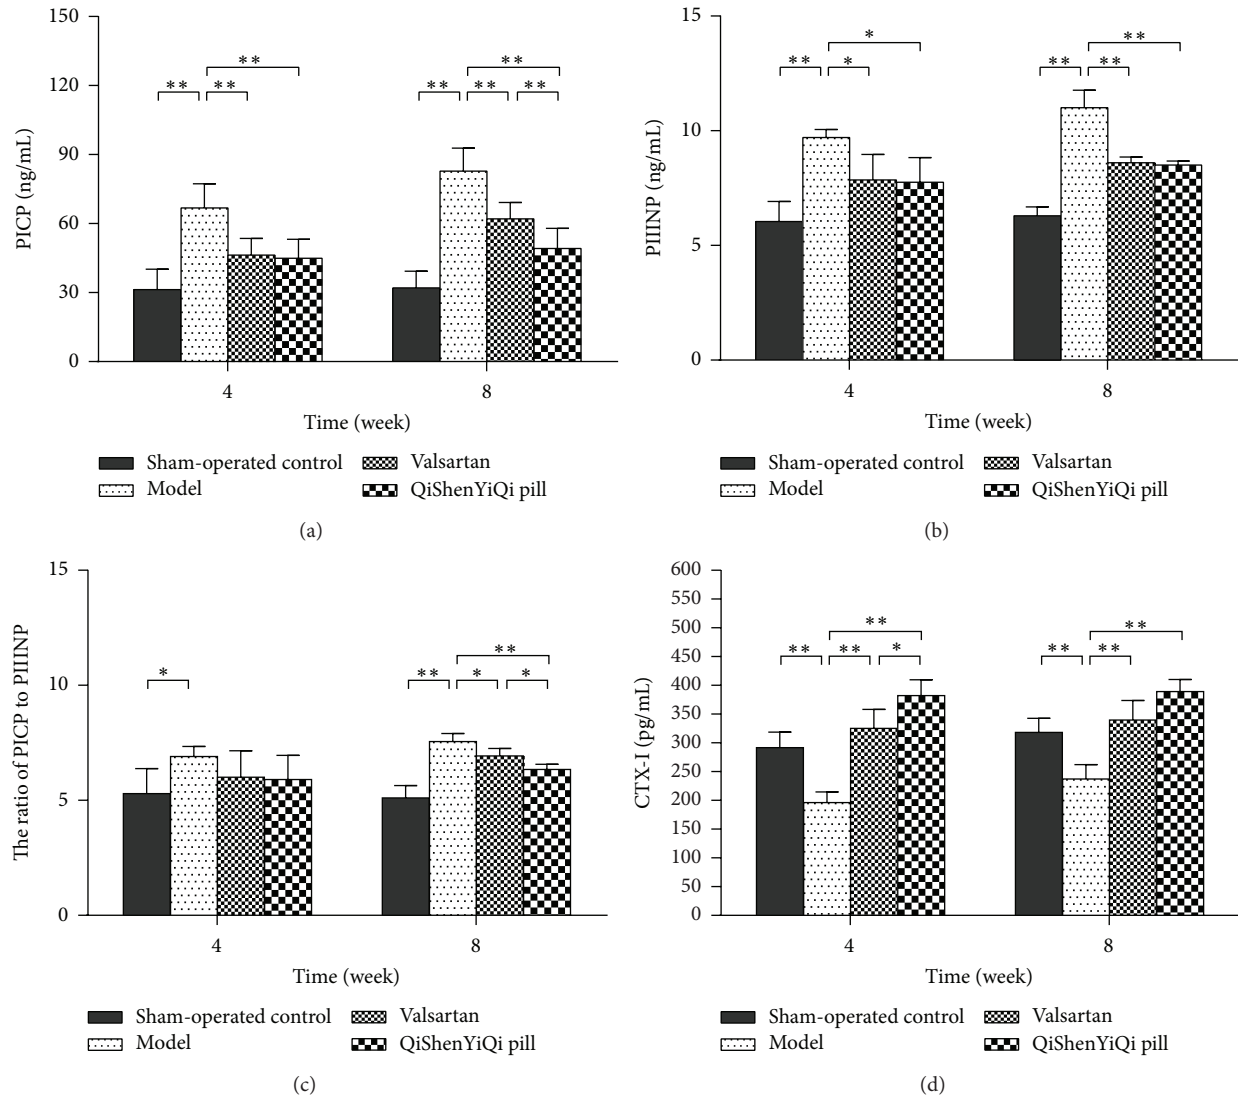 150
120
90
60
30
0
PICP (ng/mL)
** ** **
** ** ** **
4 8
Time (week)
Sham-operated control
Model
Valsartan
QiShenYiQi pill
(a)
15
10
5
0
PIIINP (ng/mL)
** * *
** ** **
4 8
Time (week)
Sham-operated control
Model
Valsartan
QiShenYiQi pill
(b)
15
10
5
0
The ratio of PICP to PIIINP
*
** * * **
4 8
Time (week)
Sham-operated control
Model
Valsartan
QiShenYiQi pill
(c)
600
550
500
450
400
350
300
250
200
150
100
50
0
CTX-I (pg/mL)
** ** * **
** ** **
4 8
Time (week)
Sham-operated control
Model
Valsartan
QiShenYiQi pill
(d)